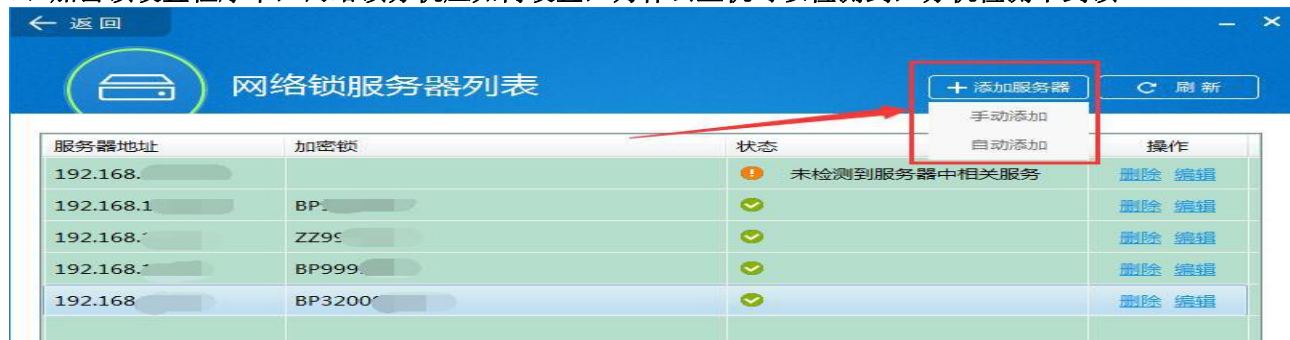 返回
网络锁服务器列表
添加服务器
刷新
手动添加
自动添加
服务器地址 加密锁 状态 操作
192.168. 未检测到服务器中相关服务 删除 编辑
192.168.1 BP 删除 编辑
192.168. ZZ99 删除 编辑
192.168. BP999 删除 编辑
192.168 BP3200 删除 编辑